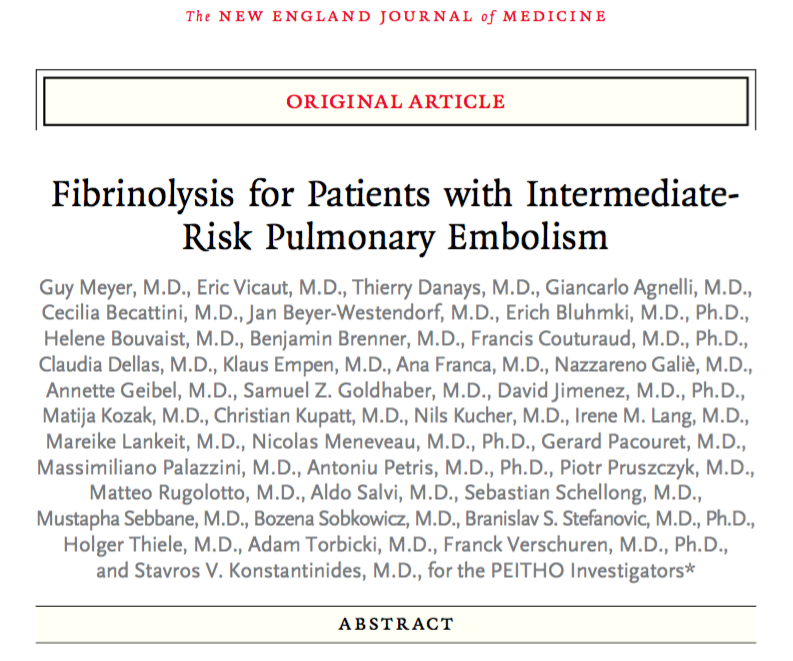 The NEW ENGLAND JOURNAL of MEDICINE
ORIGINAL ARTICLE
Fibrinolysis for Patients with Intermediate-
Risk Pulmonary Embolism
Guy Meyer, M.D., Eric Vicaut, M.D., Thierry Danays, M.D., Giancarlo Agnelli, M.D.,
Cecilia Becattini, M.D., Jan Beyer-Westendorf, M.D., Erich Bluhmki, M.D., Ph.D.,
Helene Bouvaist, M.D., Benjamin Brenner, M.D., Francis Couturaud, M.D., Ph.D.,
Claudia Dellas, M.D., Klaus Empen, M.D., Ana Franca, M.D., Nazzareno Galiè, M.D.,
Annette Geibel, M.D., Samuel Z. Goldhaber, M.D., David Jimenez, M.D., Ph.D.,
Matija Kozak, M.D., Christian Kupatt, M.D., Nils Kucher, M.D., Irene M. Lang, M.D.,
Mareike Lankeit, M.D., Nicolas Meneveau, M.D., Ph.D., Gerard Pacouret, M.D.,
Massimiliano Palazzini, M.D., Antoniu Petris, M.D., Ph.D., Piotr Pruszczyk, M.D.,
Matteo Rugolotto, M.D., Aldo Salvi, M.D., Sebastian Schellong, M.D.,
Mustapha Sebbane, M.D., Bozena Sobkowicz, M.D., Branislav S. Stefanovic, M.D., Ph.D.,
Holger Thiele, M.D., Adam Torbicki, M.D., Franck Verschuren, M.D., Ph.D.,
and Stavros V. Konstantinides, M.D., for the PEITHO Investigators*
ABSTRACT